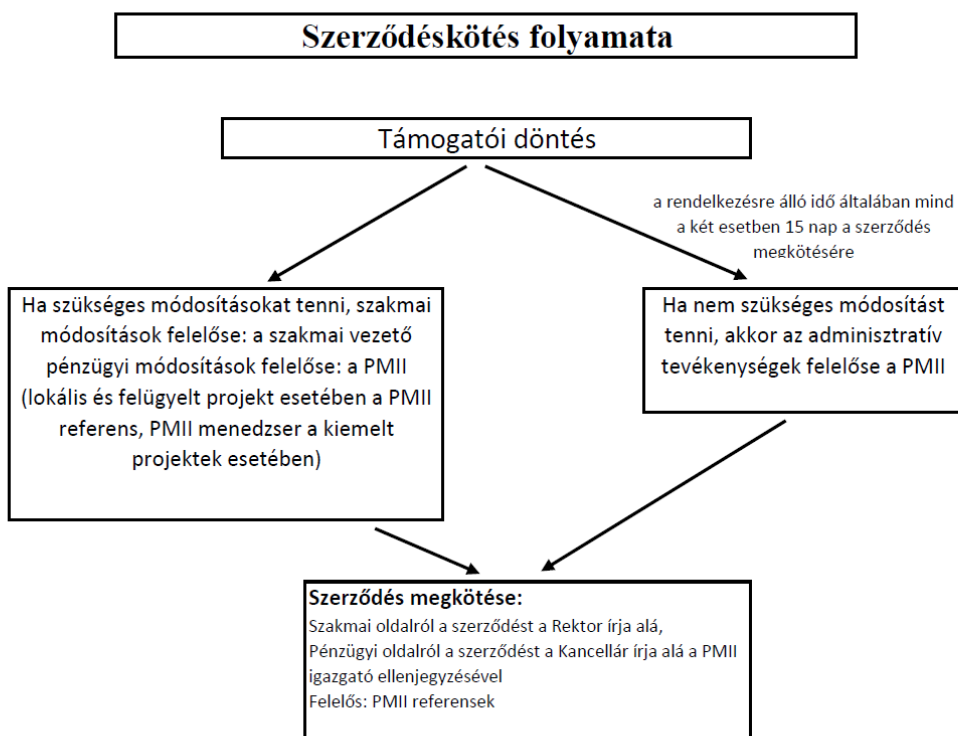 Szerződéskötés folyamata
Támogatói döntés
a rendelkezésre álló idő általában mind
a két esetben 15 nap a szerződés
megkötésére
Ha szükséges módosításokat tenni, szakmai
módosítások felelőse: a szakmai vezető
pénzügyi módosítások felelőse: a PMII
(lokális és felügyelt projekt esetében a PMII
referens, PMII menedzser a kiemelt
projektek esetében)
Ha nem szükséges módosítást
tenni, akkor az adminisztratív
tevékenységek felelőse a PMII
Szerződés megkötése:
Szakmai oldalról a szerződést a Rektor írja alá,
Pénzügyi oldalról a szerződést a Kancellár írja alá a PMII
igazgató ellenjegyzésével
Felelős: PMII referensek